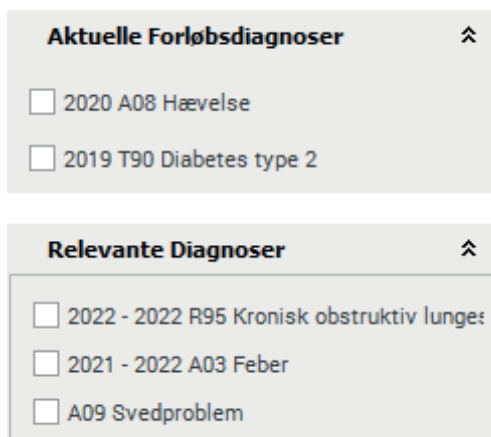 Aktuelle Forløbsdiagnoser
2020 A08 Hævelse
2019 T90 Diabetes type 2
Relevante Diagnoser
2022 - 2022 R95 Kronisk obstruktiv lunges
2021 - 2022 A03 Feber
A09 Svedproblem